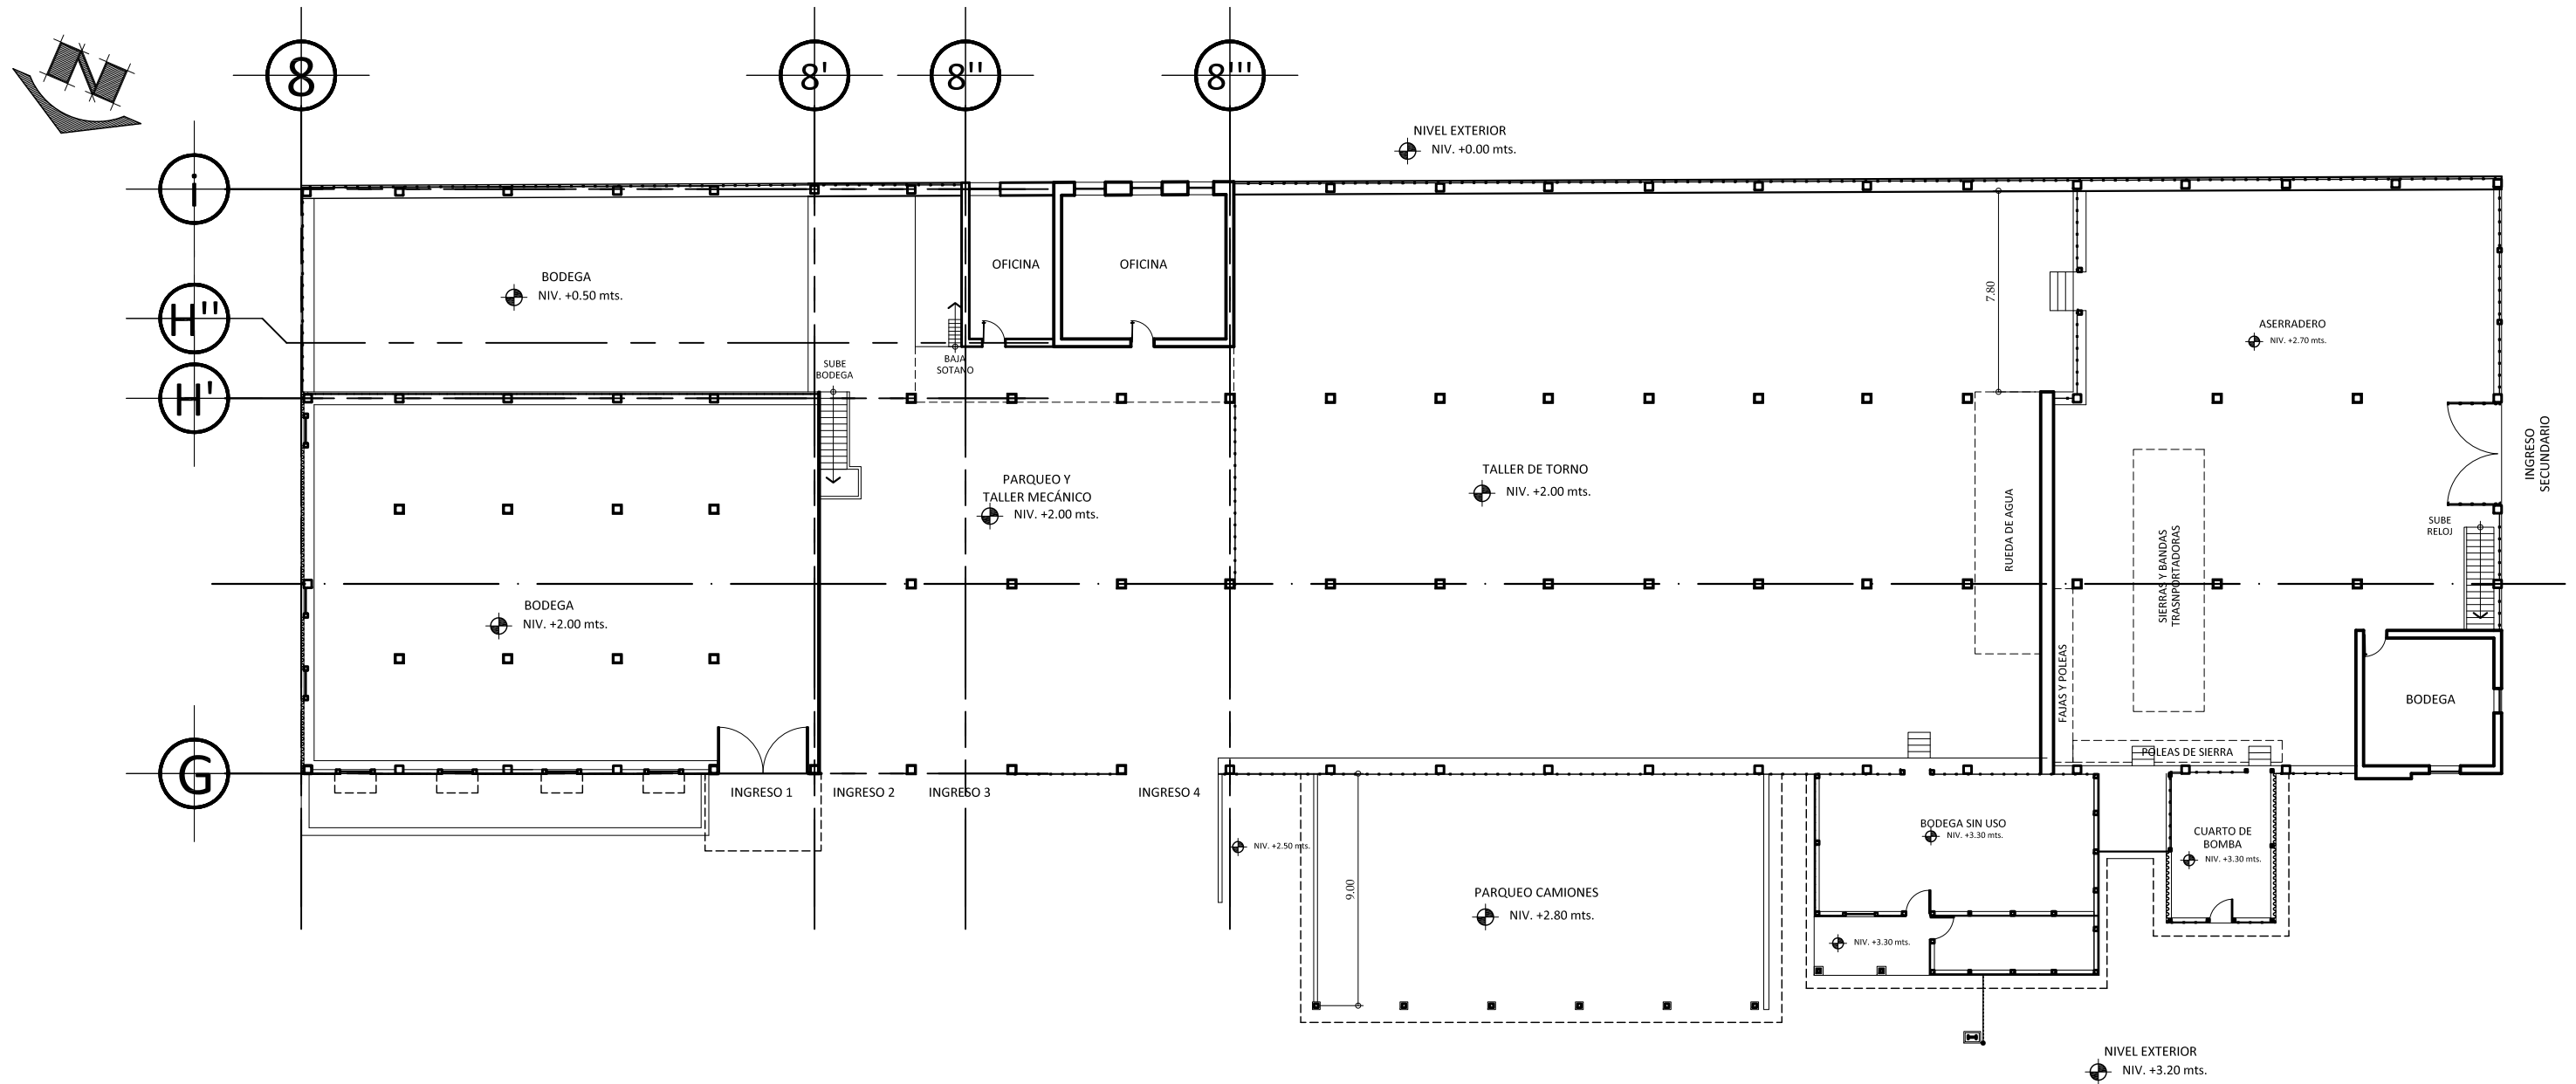 N
8
8'
8''
8'''
i
H''
H'
G
NIVEL EXTERIOR
NIV. +0.00 mts.
BODEGA
NIV. +0.50 mts.
OFICINA
OFICINA
BAJA
SOTANO
SUBE
BODEGA
7.80
ASERRADERO
NIV. +2.70 mts.
PARQUEO Y
TALLER MECÁNICO
NIV. +2.00 mts.
TALLER DE TORNO
NIV. +2.00 mts.
RUEDA DE AGUA
SIERRAS Y BANDAS
TRASNPORTADORAS
INGRESO
SECUNDARIO
SUBE
RELOJ
BODEGA
NIV. +2.00 mts.
FAJAS Y POLEAS
BODEGA
POLEAS DE SIERRA
INGRESO 1
INGRESO 2
INGRESO 3
INGRESO 4
NIV. +2.50 mts.
9.00
PARQUEO CAMIONES
NIV. +2.80 mts.
BODEGA SIN USO
NIV. +3.30 mts.
CUARTO DE
BOMBA
NIV. +3.30 mts.
NIV. +3.30 mts.
NIVEL EXTERIOR
NIV. +3.20 mts.